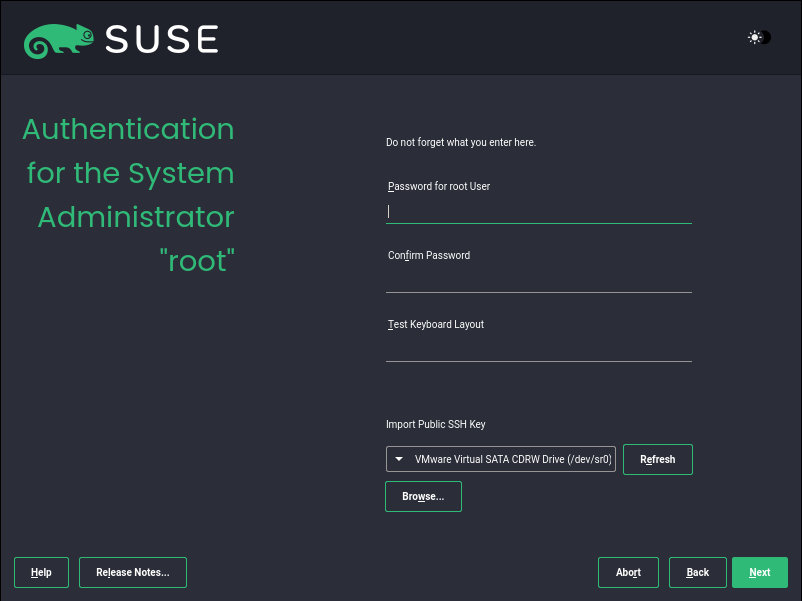 SUSE
Authentication
for the System
Administrator
"root"
Do not forget what you enter here.
Password for root User
Confirm Password
Test Keyboard Layout
Import Public SSH Key
VMware Virtual SATA CDRW Drive (/dev/sr0)
Refresh
Browse...
Help
Release Notes...
Abort
Back
Next